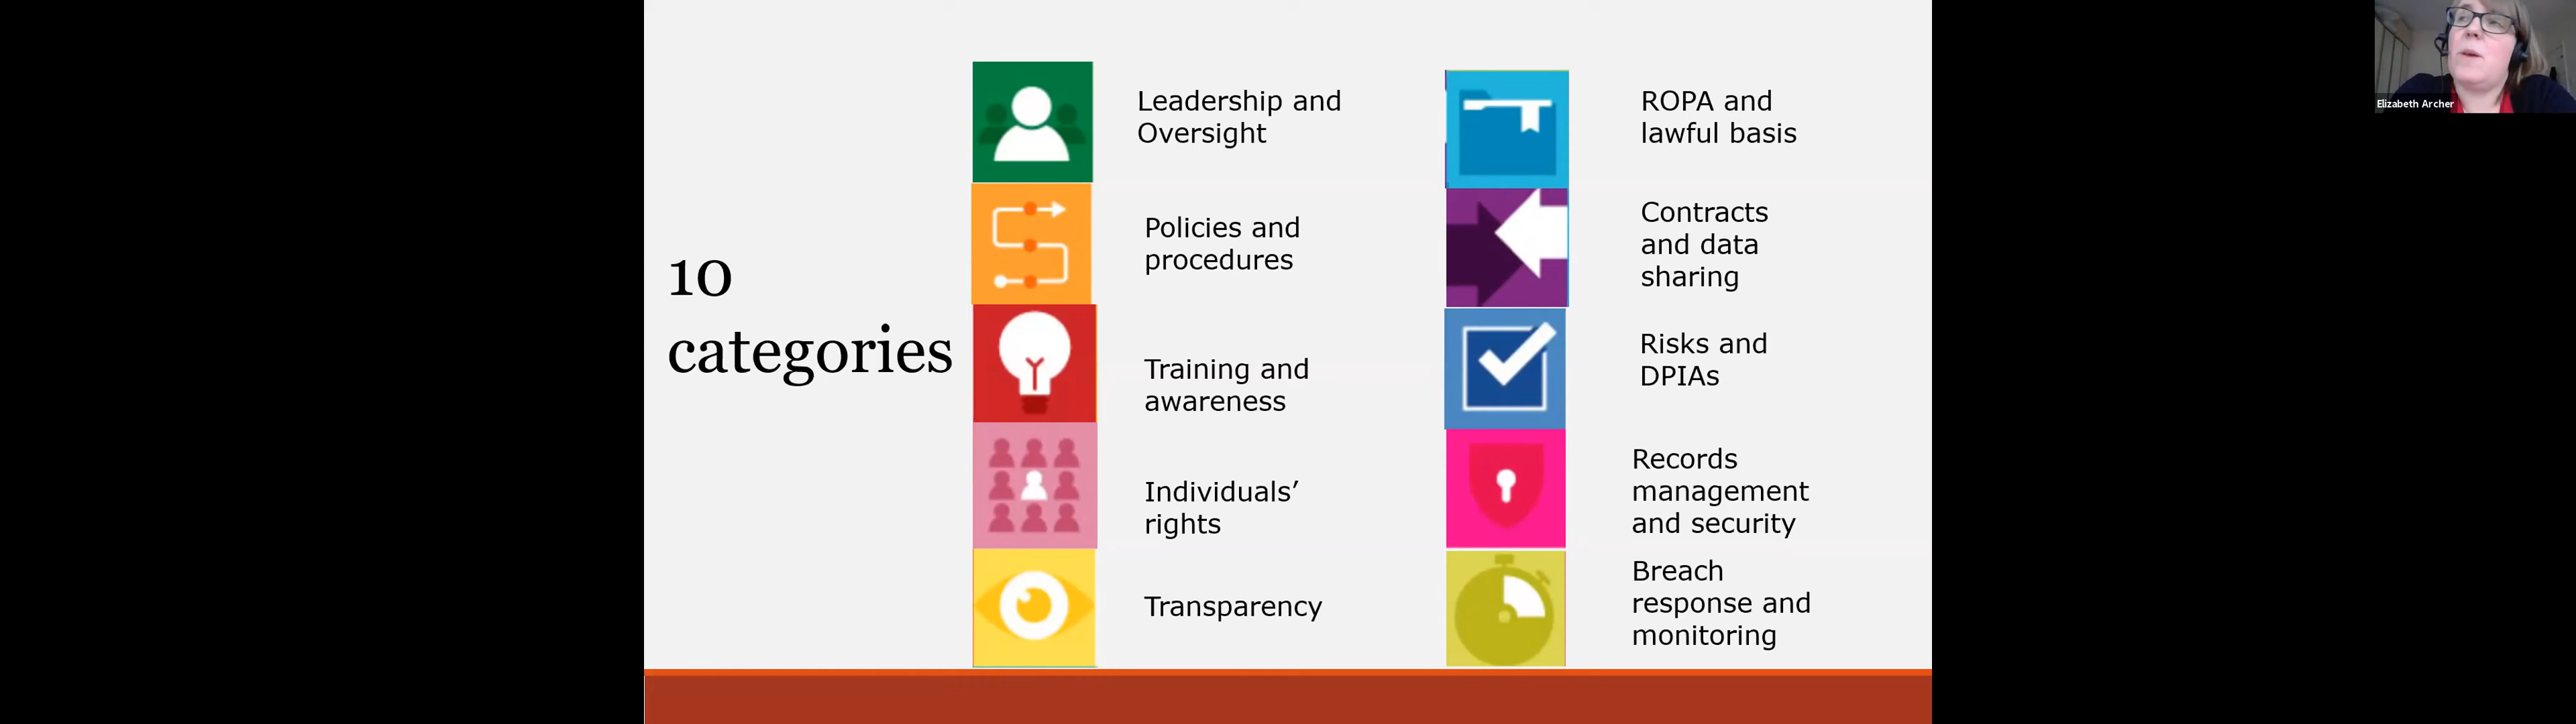 10
categories
Leadership and
Oversight
Policies and
procedures
Training and
awareness
Individuals’
rights
Transparency
ROPA and
lawful basis
Contracts
and data
sharing
Risks and
DPIAs
Records
management
and security
Breach
response and
monitoring
Elizabeth Archer